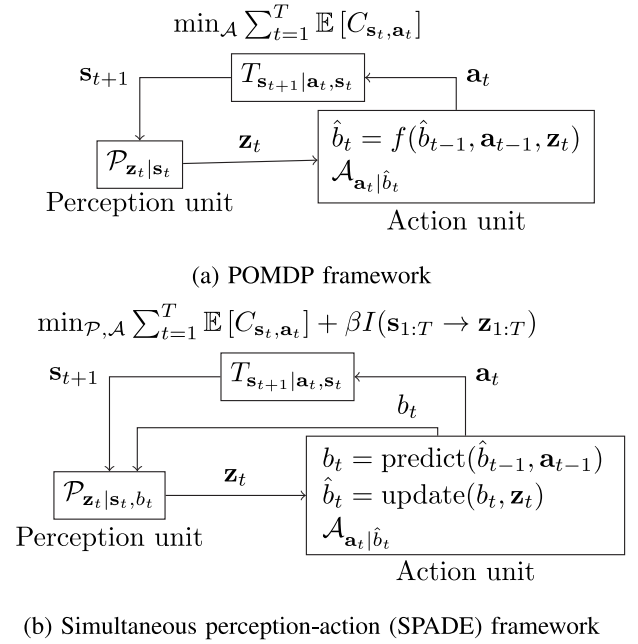 min_𝒜 ∑_{t=1}^{T} 𝔼 [C_{𝐬_t,𝐚_t}]
𝐬_{t+1}
T_{𝐬_{t+1}|𝐚_t,𝐬_t}
𝐚_t
𝒫_{𝐳_t|𝐬_t}
𝐳_t
b̂_t = f(b̂_{t−1}, 𝐚_{t−1}, 𝐳_t)
𝒜_{𝐚_t|b̂_t}
Perception unit
Action unit
(a) POMDP framework
min_{𝒫,𝒜} ∑_{t=1}^{T} 𝔼 [C_{𝐬_t,𝐚_t}] + βI(𝐬_{1:T} → 𝐳_{1:T})
𝐬_{t+1}
T_{𝐬_{t+1}|𝐚_t,𝐬_t}
𝐚_t
b_t
𝒫_{𝐳_t|𝐬_t,b_t}
𝐳_t
b_t = predict(b̂_{t−1}, 𝐚_{t−1})
b̂_t = update(b_t, 𝐳_t)
𝒜_{𝐚_t|b̂_t}
Perception unit
Action unit
(b) Simultaneous perception-action (SPADE) framework